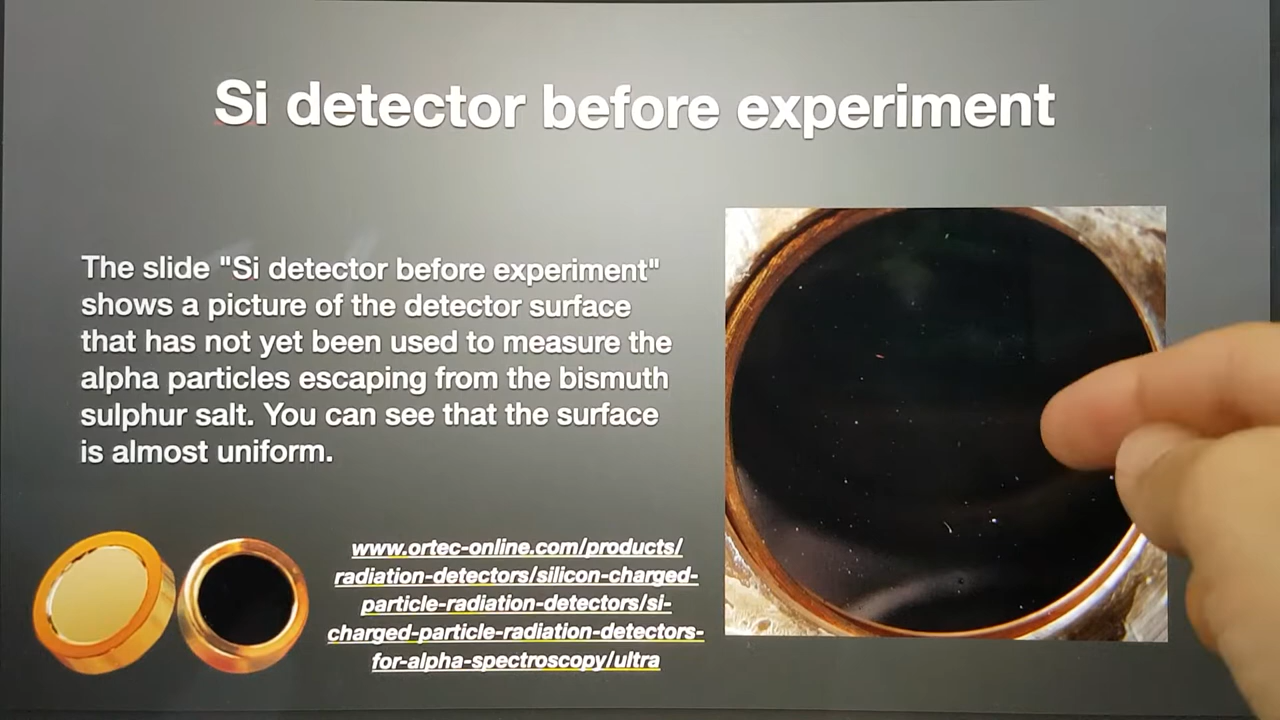 Si detector before experiment
The slide "Si detector before experiment"
shows a picture of the detector surface
that has not yet been used to measure the
alpha particles escaping from the bismuth
sulphur salt. You can see that the surface
is almost uniform.
www.ortec-online.com/products/
radiation-detectors/silicon-charged-
particle-radiation-detectors/si-
charged-particle-radiation-detectors-
for-alpha-spectroscopy/ultra